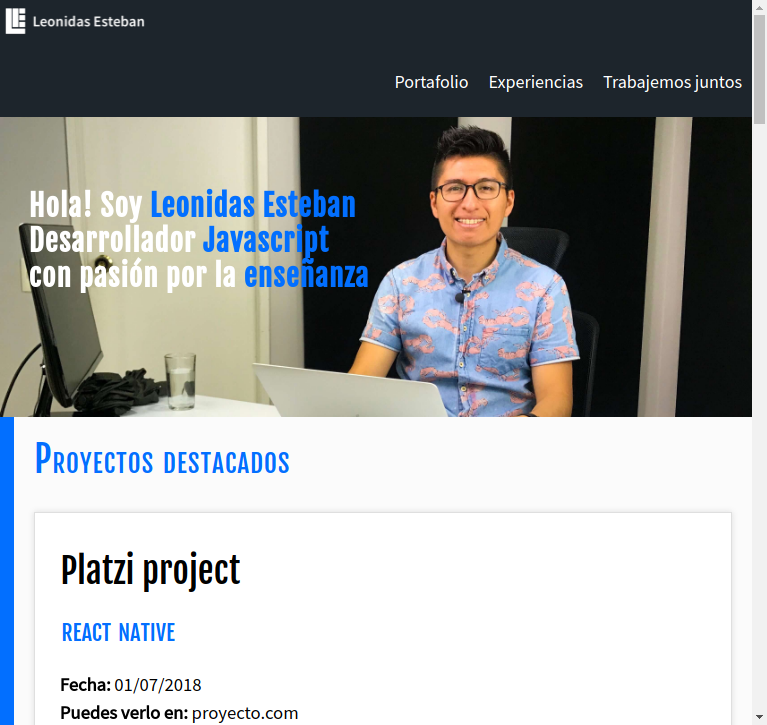 Leonidas Esteban
Portafolio Experiencias Trabajemos juntos
Hola! Soy Leonidas Esteban
Desarrollador Javascript
con pasión por la enseñanza
Proyectos destacados
Platzi project
REACT NATIVE
Fecha: 01/07/2018
Puedes verlo en: proyecto.com